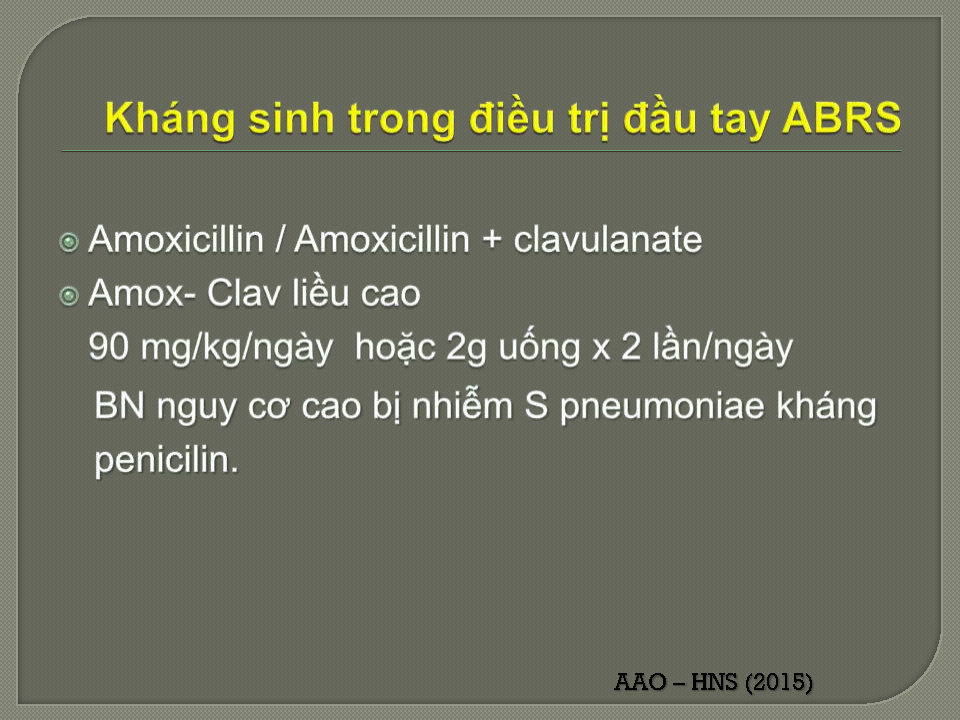 Kháng sinh trong điều trị đầu tay ABRS
Amoxicillin / Amoxicillin + clavulanate
Amox- Clav liều cao
90 mg/kg/ngày hoặc 2g uống x 2 lần/ngày
BN nguy cơ cao bị nhiễm S pneumoniae kháng
penicilin.
AAO – HNS (2015)